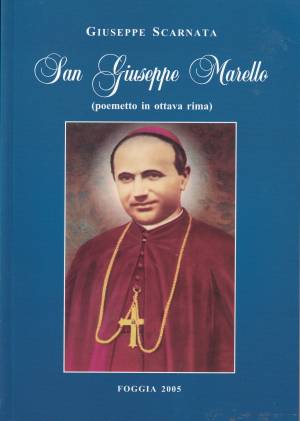 GIUSEPPE SCARNATA
San Giuseppe Marello
(poemetto in ottava rima)
FOGGIA 2005